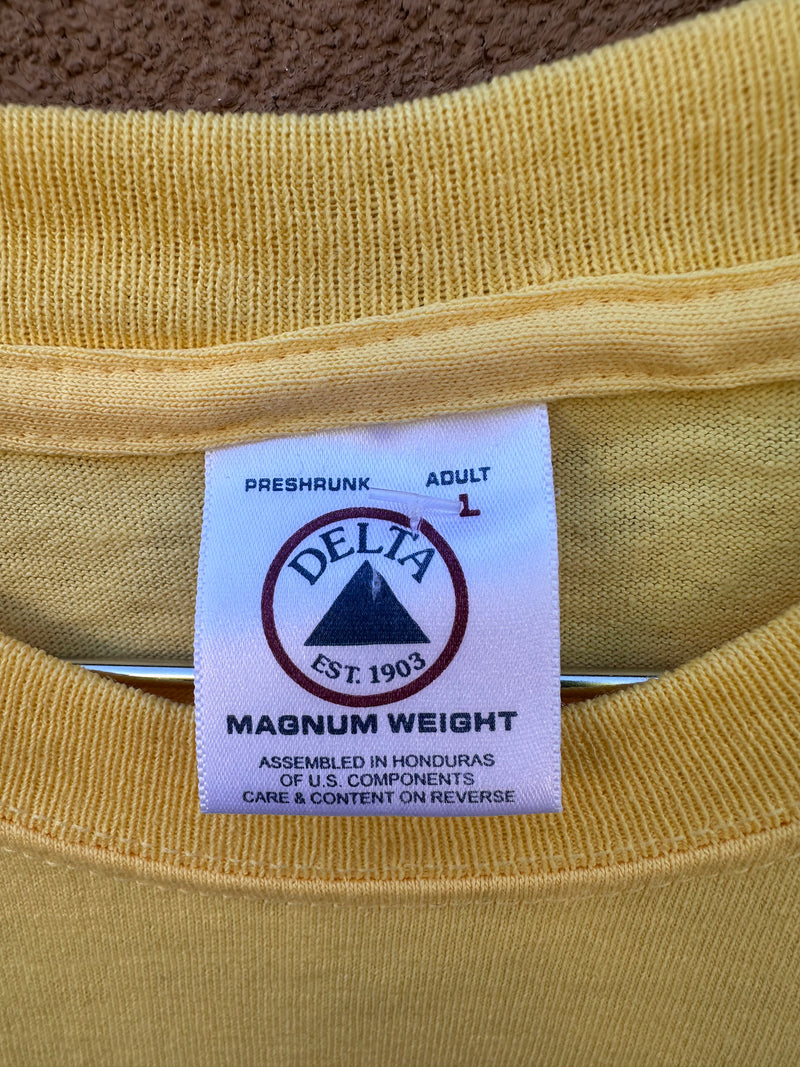 PRESHRUNK ADULT
L
DELTA
EST. 1903
MAGNUM WEIGHT
ASSEMBLED IN HONDURAS
OF U.S. COMPONENTS
CARE & CONTENT ON REVERSE